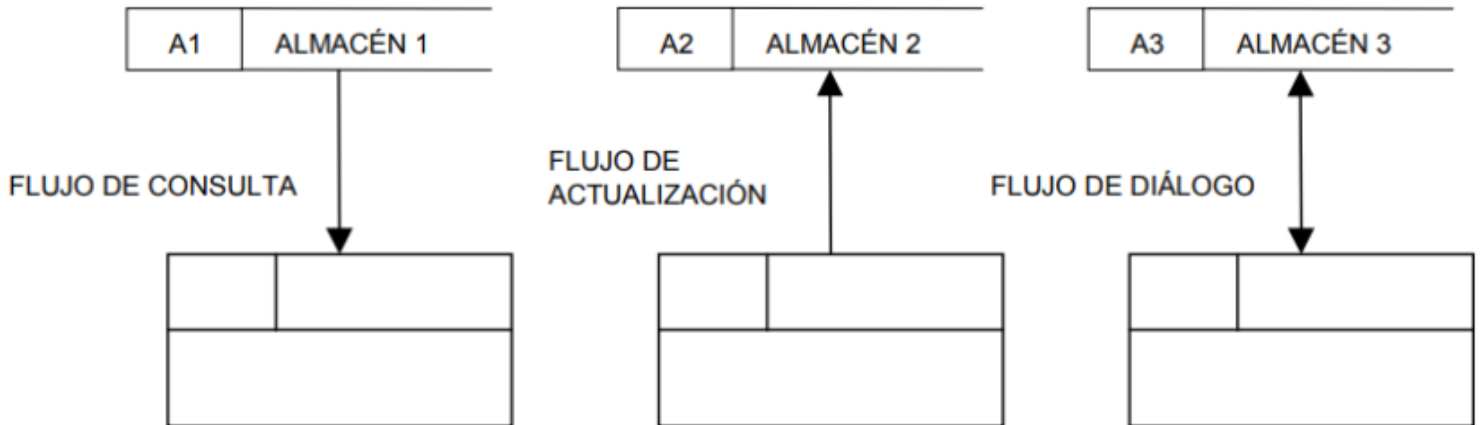 A1 ALMACÉN 1
A2 ALMACÉN 2
A3 ALMACÉN 3
FLUJO DE CONSULTA
FLUJO DE
ACTUALIZACIÓN
FLUJO DE DIÁLOGO